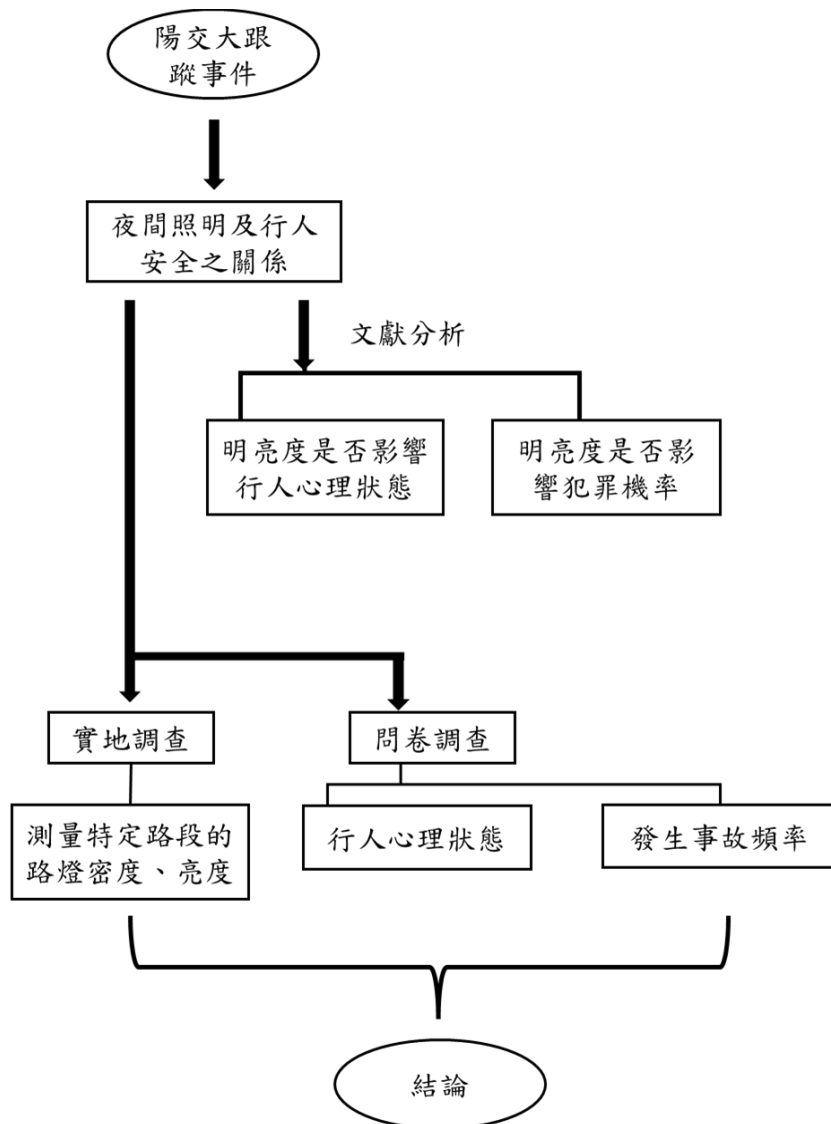 陽交大跟
蹤事件
夜間照明及行人
安全之關係
文獻分析
明亮度是否影響
行人心理狀態
明亮度是否影
響犯罪機率
實地調查
問卷調查
測量特定路段的
路燈密度、亮度
行人心理狀態
發生事故頻率
結論